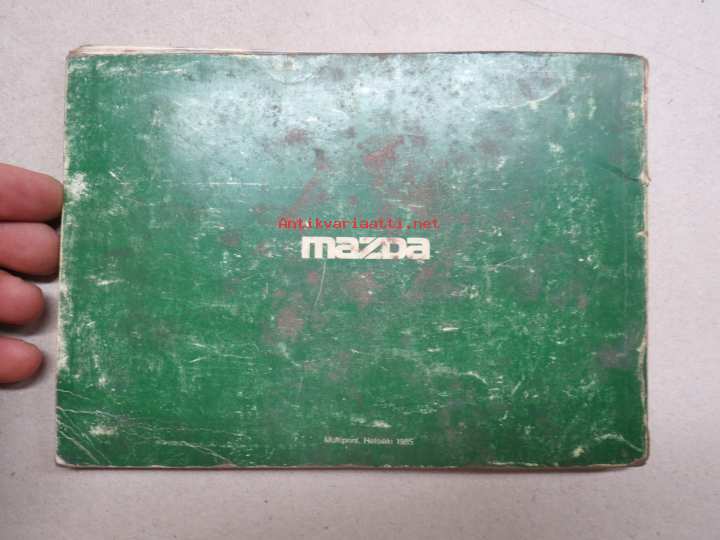 Antikvariaatti.net
mazda
Multiprint, Helsinki 1985